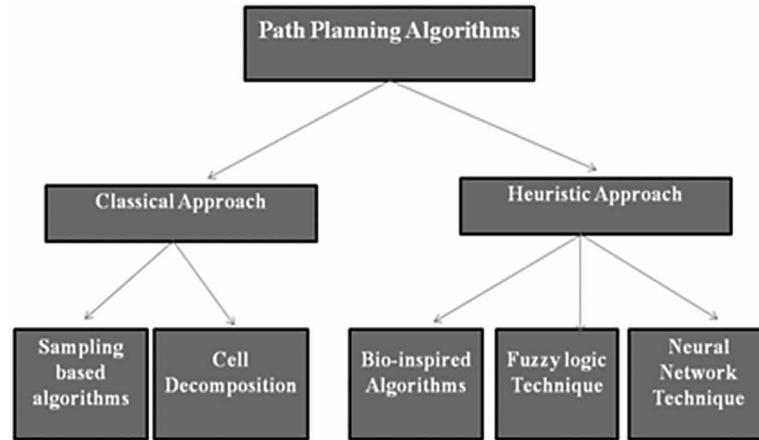 Path Planning Algorithms
Classical Approach
Heuristic Approach
Sampling
based
algorithms
Cell
Decomposition
Bio-inspired
Algorithms
Fuzzy logic
Technique
Neural
Network
Technique